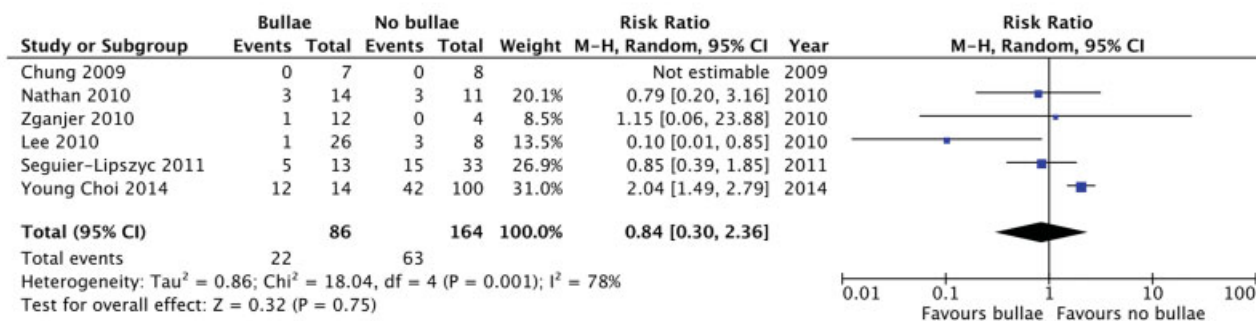 Bullae No bullae Risk Ratio Risk Ratio
Study or Subgroup Events Total Events Total Weight M-H, Random, 95% CI Year M-H, Random, 95% CI
Chung 2009 0 7 0 8 Not estimable 2009
Nathan 2010 3 14 3 11 20.1% 0.79 [0.20, 3.16] 2010
Zganjer 2010 1 12 0 4 8.5% 1.15 [0.06, 23.88] 2010
Lee 2010 1 26 3 8 13.5% 0.10 [0.01, 0.85] 2010
Seguier-Lipszyc 2011 5 13 15 33 26.9% 0.85 [0.39, 1.85] 2011
Young Choi 2014 12 14 42 100 31.0% 2.04 [1.49, 2.79] 2014
Total (95% CI) 86 164 100.0% 0.84 [0.30, 2.36]
Total events 22 63
Heterogeneity: Tau² = 0.86; Chi² = 18.04, df = 4 (P = 0.001); I² = 78%
Test for overall effect: Z = 0.32 (P = 0.75)
0.01 0.1 1 10 100
Favours bullae Favours no bullae